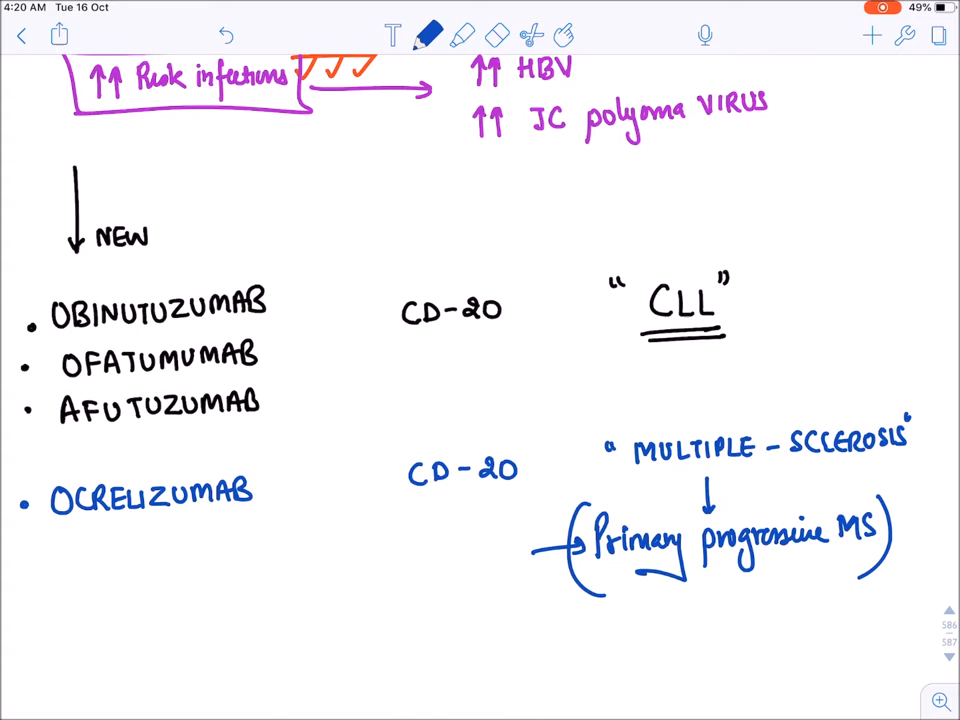 4:20 AM Tue 16 Oct
49%
T
↑↑ Risk infections ✓✓✓
↑↑ HBV
↑↑ JC polyoma VIRUS
NEW
• OBINUTUZUMAB CD-20 “ CLL ”
• OFATUMUMAB
• AFUTUZUMAB
• OCRELIZUMAB CD-20 “ MULTIPLE - SCLEROSIS "
(Primary progressive MS)
586
587